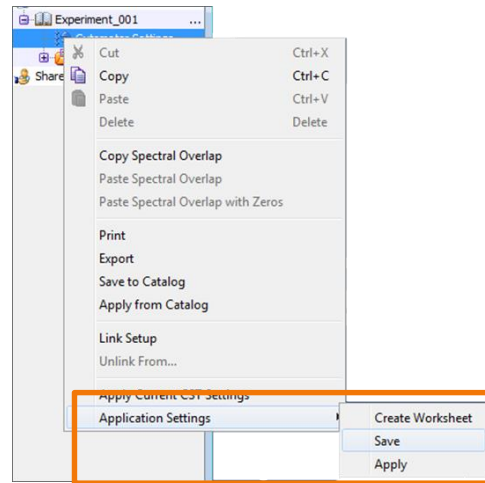 Experiment_001 ...
Cytometer Settings
Share
Cut Ctrl+X
Copy Ctrl+C
Paste Ctrl+V
Delete Delete
Copy Spectral Overlap
Paste Spectral Overlap
Paste Spectral Overlap with Zeros
Print
Export
Save to Catalog
Apply from Catalog
Link Setup
Unlink From...
Apply Current CST Settings
Application Settings
Create Worksheet
Save
Apply